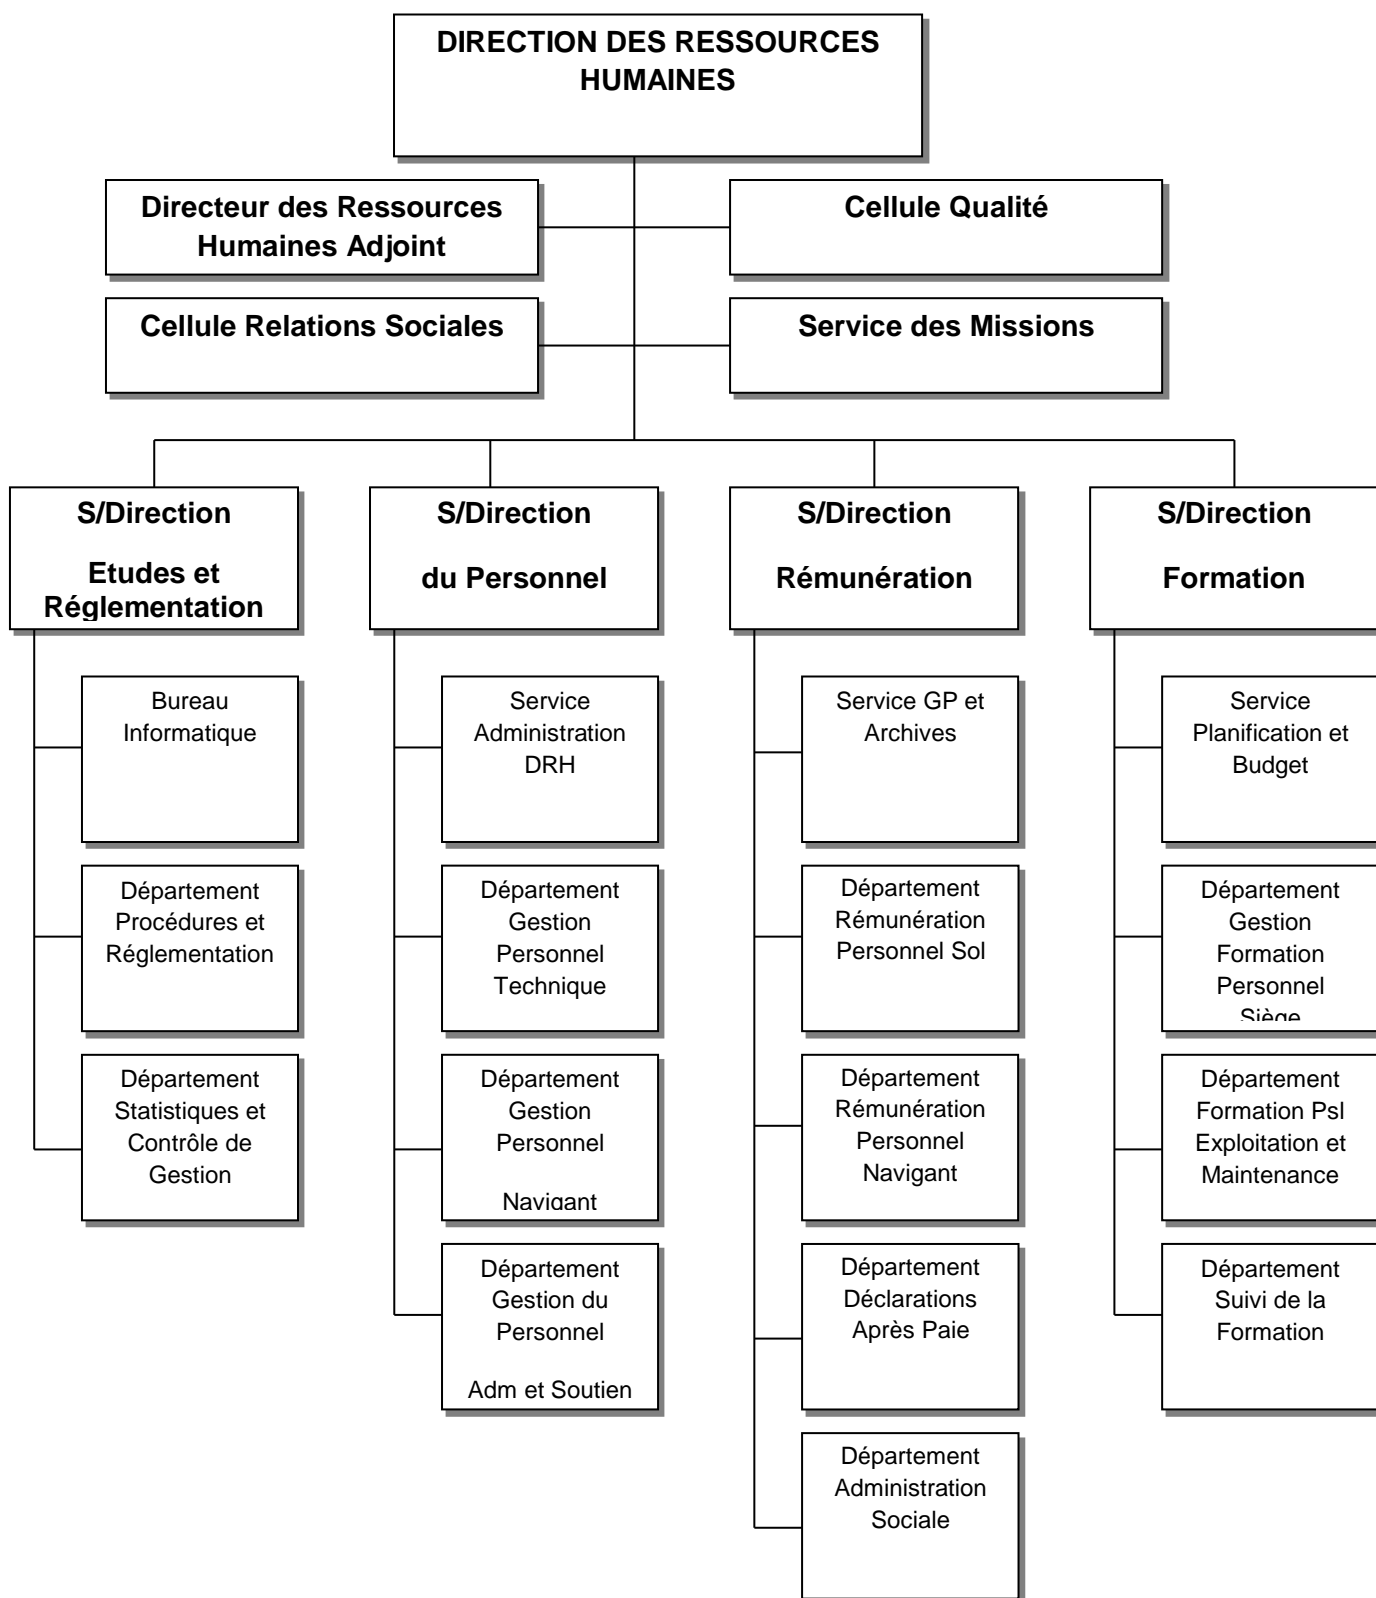 DIRECTION DES RESSOURCES
HUMAINES
Directeur des Ressources
Humaines Adjoint
Cellule Qualité
Cellule Relations Sociales
Service des Missions
S/Direction
Etudes et
Réglementation
S/Direction
du Personnel
S/Direction
Rémunération
S/Direction
Formation
Bureau
Informatique
Département
Procédures et
Réglementation
Département
Statistiques et
Contrôle de
Gestion
Service
Administration
DRH
Département
Gestion
Personnel
Technique
Département
Gestion
Personnel
Navigant
Département
Gestion du
Personnel
Adm et Soutien
Service GP et
Archives
Département
Rémunération
Personnel Sol
Département
Rémunération
Personnel
Navigant
Département
Déclarations
Après Paie
Département
Administration
Sociale
Service
Planification et
Budget
Département
Gestion
Formation
Personnel
Siège
Département
Formation Psl
Exploitation et
Maintenance
Département
Suivi de la
Formation